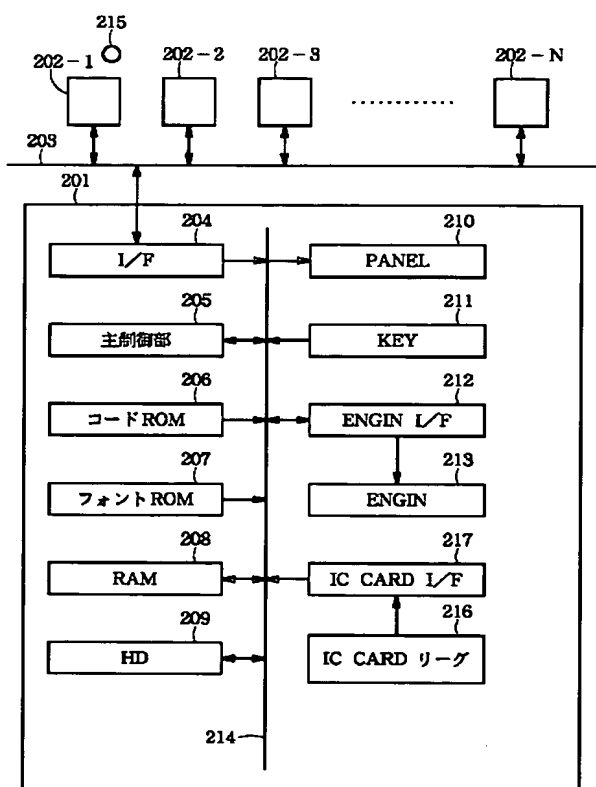 215
202-1
202-2
202-3
202-N
203
201
204
I/F
210
PANEL
205
主制御部
211
KEY
206
コードROM
212
ENGIN I/F
207
フォントROM
213
ENGIN
208
RAM
217
IC CARD I/F
209
HD
216
IC CARD リーグ
214